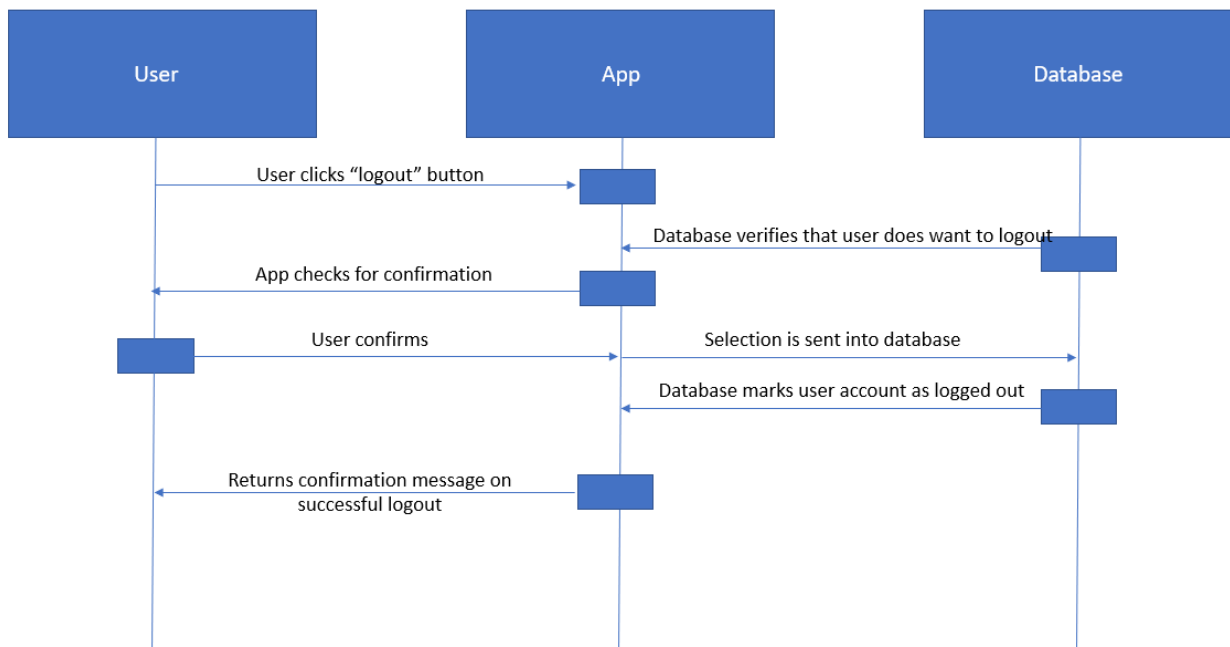 User
App
Database
User clicks “logout” button
Database verifies that user does want to logout
App checks for confirmation
User confirms
Selection is sent into database
Database marks user account as logged out
Returns confirmation message on
successful logout